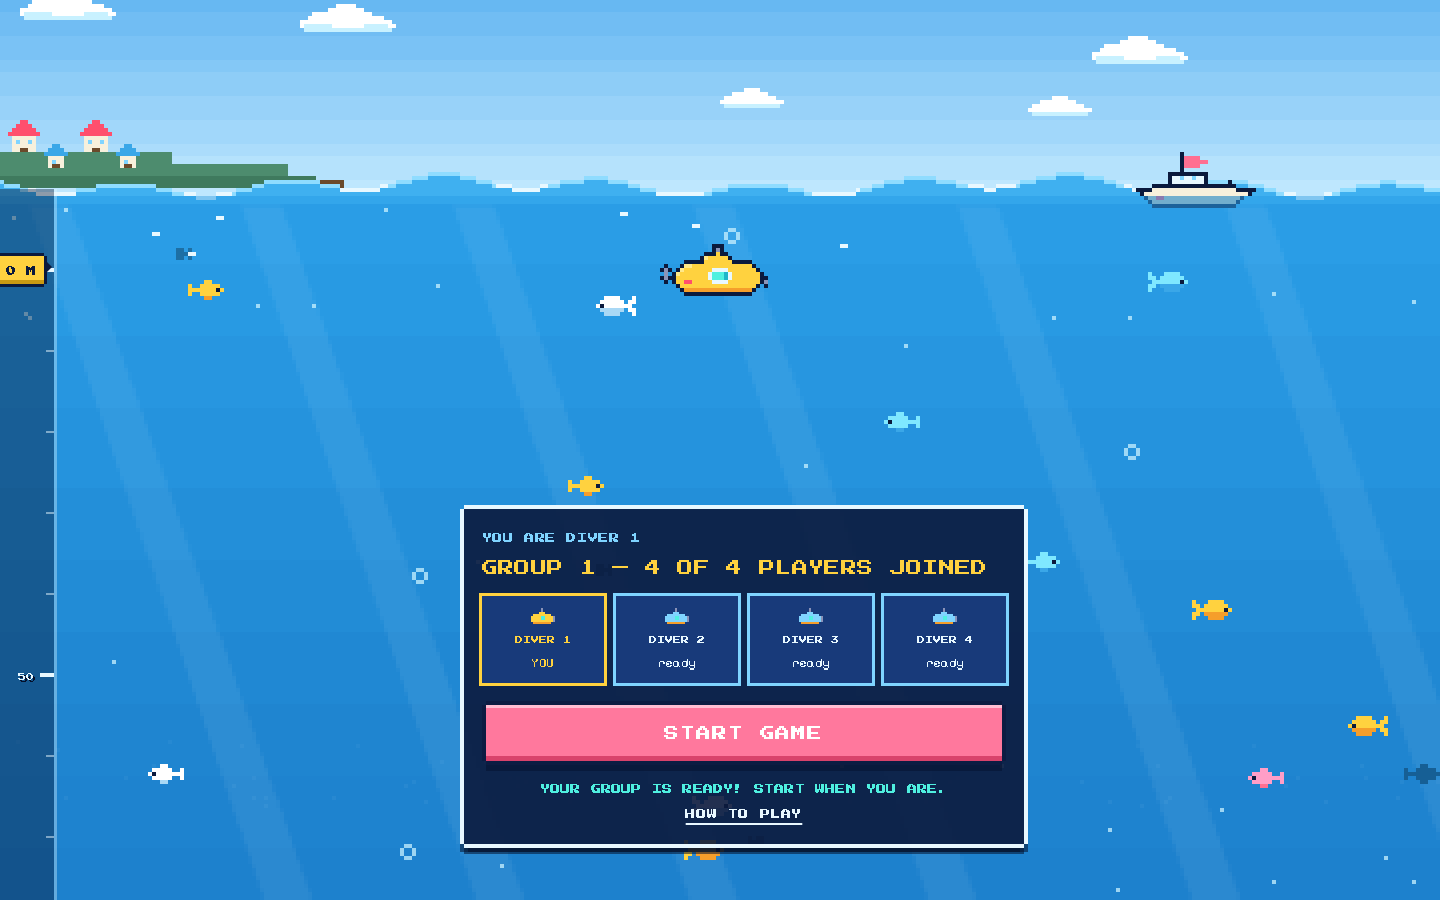 0 M
50
YOU ARE DIVER 1
GROUP 1 — 4 OF 4 PLAYERS JOINED
DIVER 1
YOU
DIVER 2
ready
DIVER 3
ready
DIVER 4
ready
START GAME
YOUR GROUP IS READY! START WHEN YOU ARE.
HOW TO PLAY